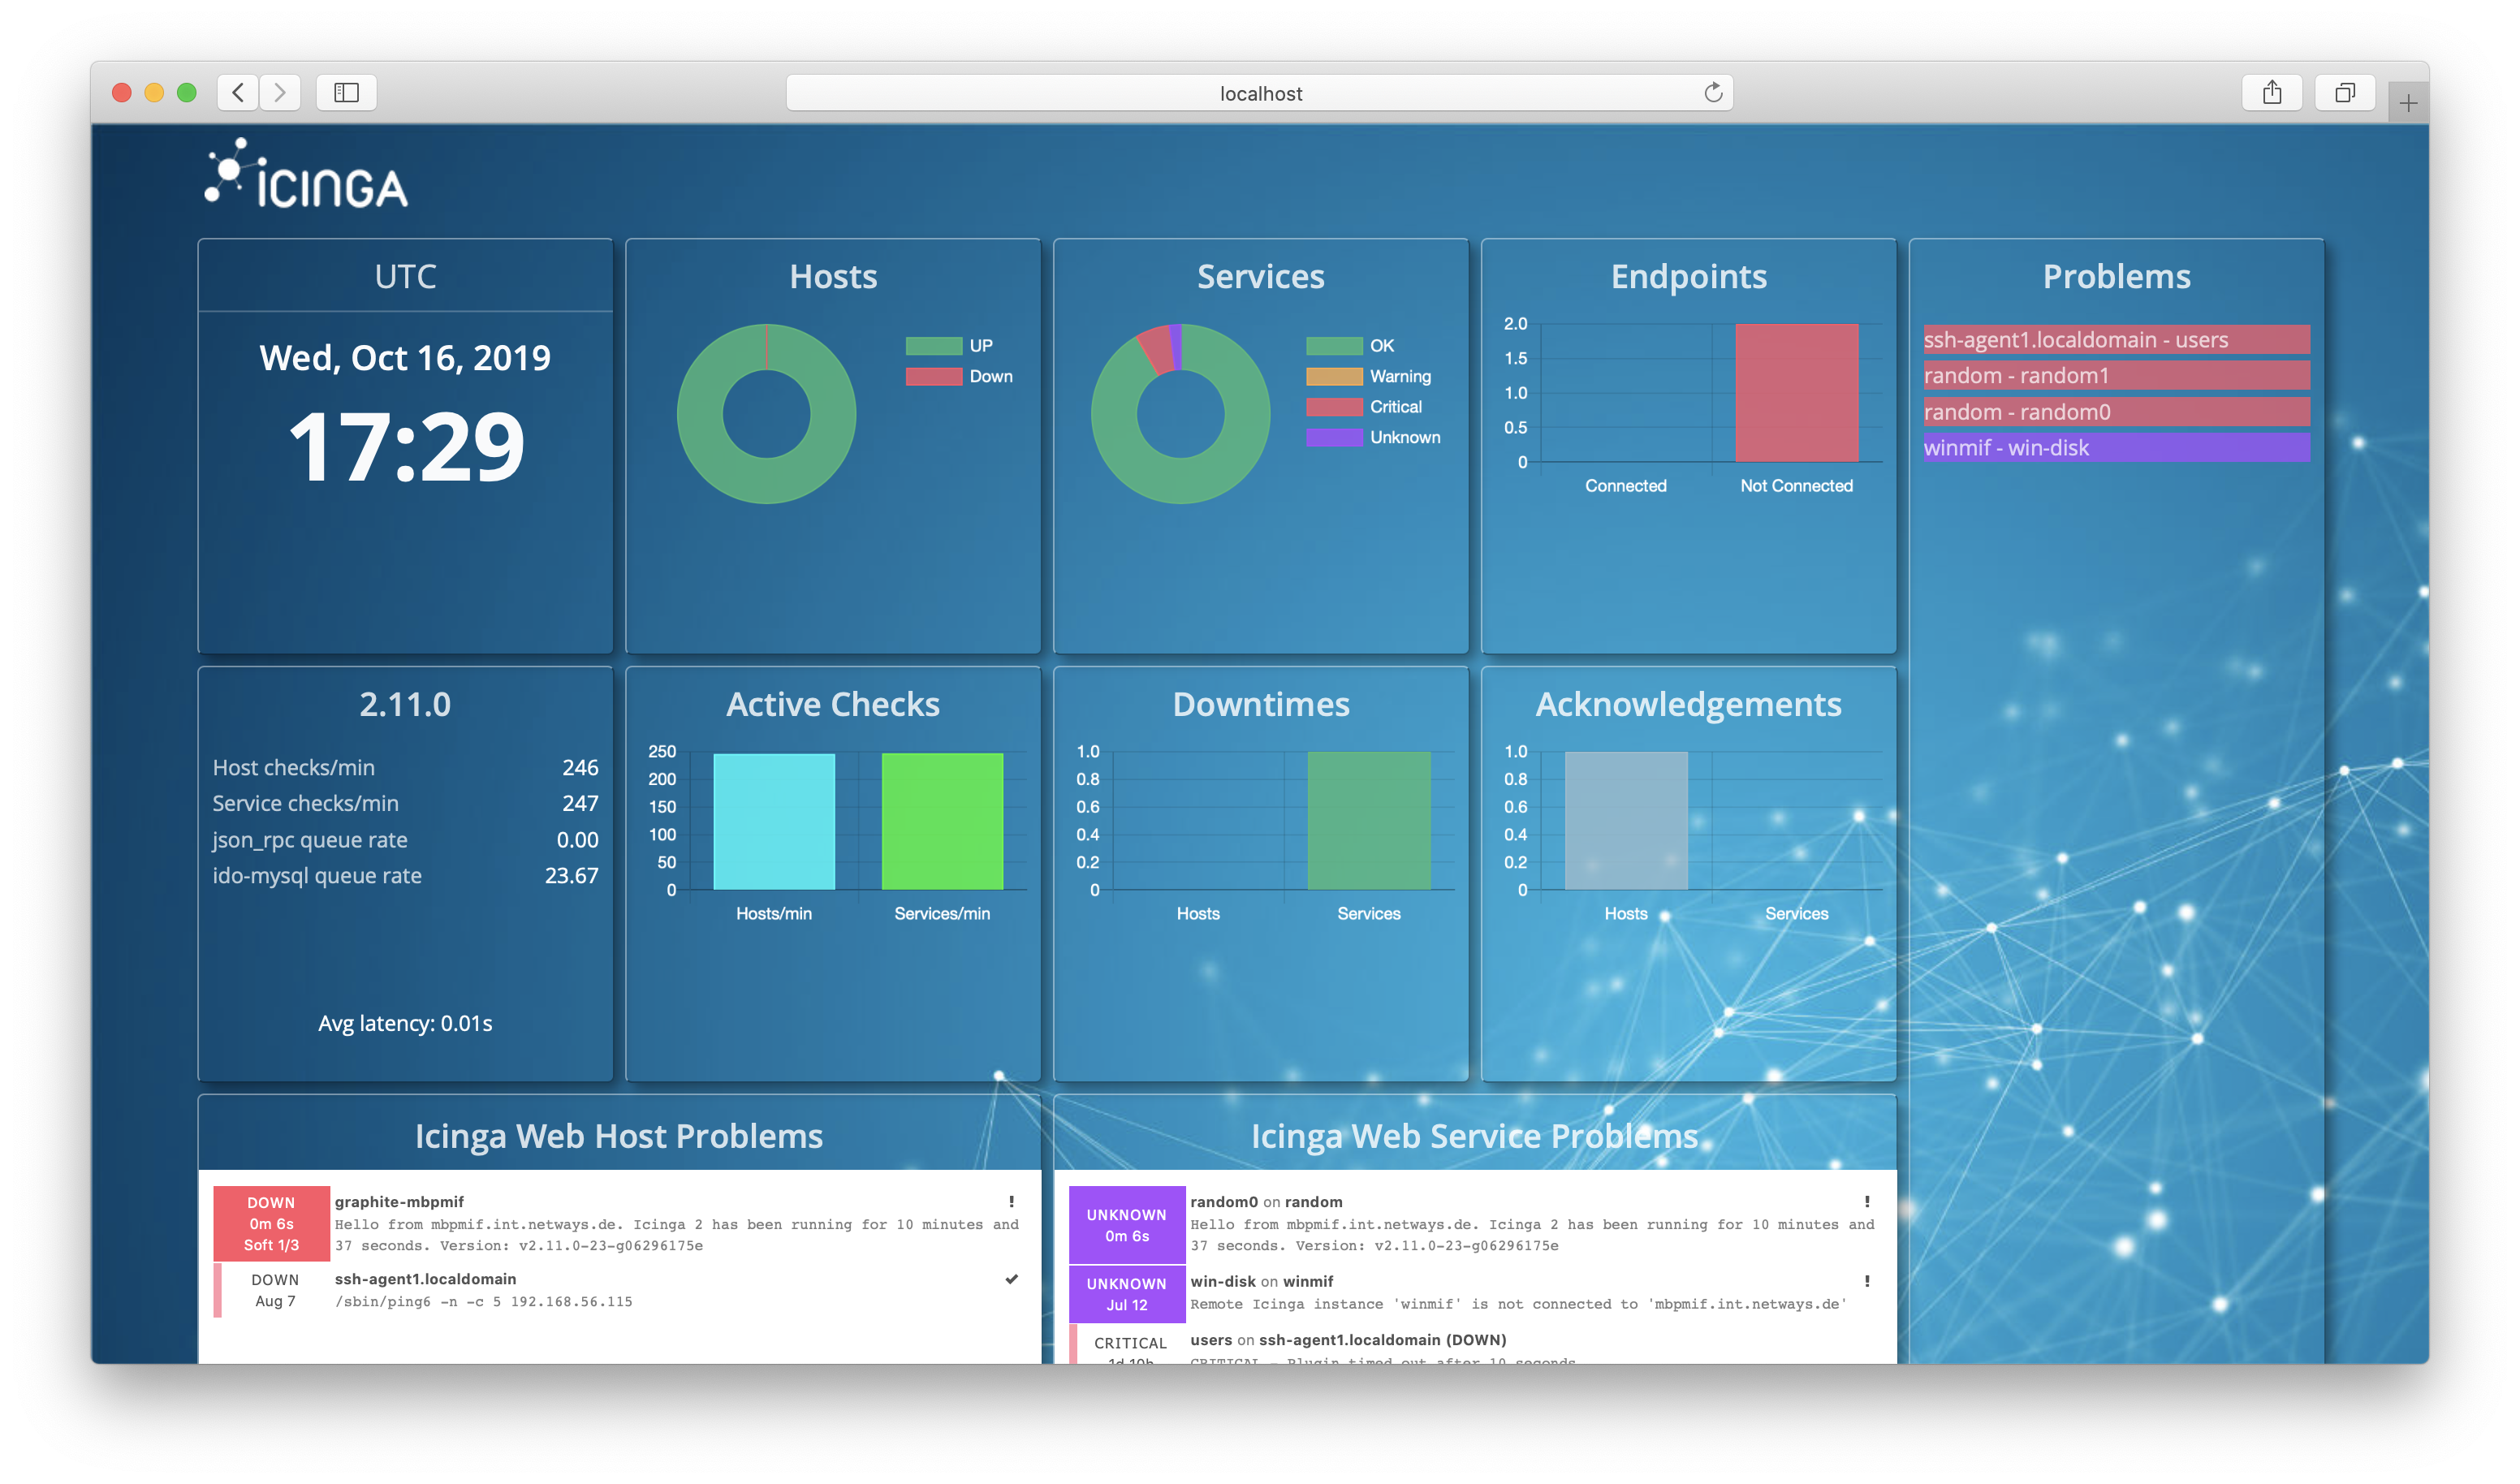 localhost
ICINGA
UTC
Wed, Oct 16, 2019
17:29
Hosts
UP
Down
Services
OK
Warning
Critical
Unknown
Endpoints
2.0
1.5
1.0
0.5
0
Connected Not Connected
Problems
ssh-agent1.localdomain - users
random - random1
random - random0
winmif - win-disk
2.11.0
Host checks/min 246
Service checks/min 247
json_rpc queue rate 0.00
ido-mysql queue rate 23.67
Avg latency: 0.01s
Active Checks
250
200
150
100
50
0
Hosts/min Services/min
Downtimes
1.0
0.8
0.6
0.4
0.2
0
Hosts Services
Acknowledgements
1.0
0.8
0.6
0.4
0.2
0
Hosts Services
Icinga Web Host Problems
DOWN
0m 6s
Soft 1/3
graphite-mbpmif
Hello from mbpmif.int.netways.de. Icinga 2 has been running for 10 minutes and
37 seconds. Version: v2.11.0-23-g06296175e
DOWN
Aug 7
ssh-agent1.localdomain
/sbin/ping6 -n -c 5 192.168.56.115
Icinga Web Service Problems
UNKNOWN
0m 6s
random0 on random
Hello from mbpmif.int.netways.de. Icinga 2 has been running for 10 minutes and
37 seconds. Version: v2.11.0-23-g06296175e
UNKNOWN
Jul 12
win-disk on winmif
Remote Icinga instance 'winmif' is not connected to 'mbpmif.int.netways.de'
CRITICAL
1d 10h
users on ssh-agent1.localdomain (DOWN)
CRITICAL - Plugin timed out after 10 seconds